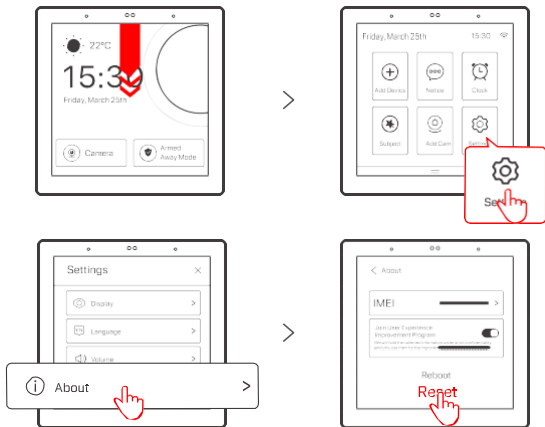 22°C
15:30
Friday, March 25th
Camera
Armed
Away Mode
Friday, March 25th 15:30
Add Device Notice Clock
Subject Add Cam Settings
Settings ×
Display >
Language >
Volume
About >
< About
IMEI >
Join User Experience
Improvement Program
Reboot
Reset